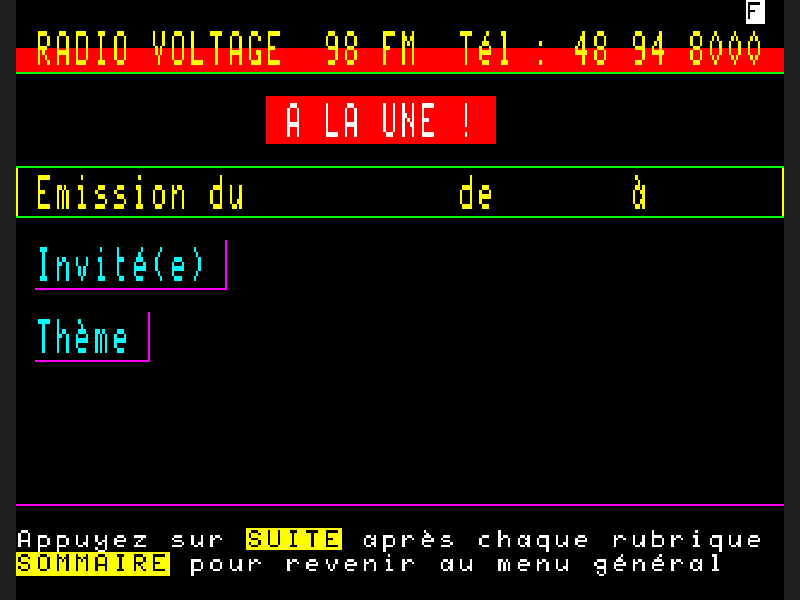 F
RADIO VOLTAGE 98 FM Tél : 48 94 8000
A LA UNE !
Emission du de à
Invité(e)
Thème
Appuyez sur SUITE après chaque rubrique
SOMMAIRE pour revenir au menu général